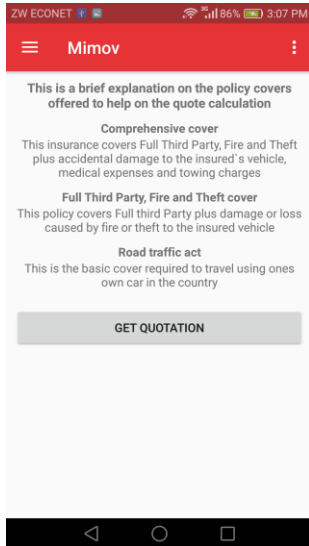 ZW ECONET 3G 86% 3:07 PM
Mimov
This is a brief explanation on the policy covers
offered to help on the quote calculation
Comprehensive cover
This insurance covers Full Third Party, Fire and Theft
plus accidental damage to the insured`s vehicle,
medical expenses and towing charges
Full Third Party, Fire and Theft cover
This policy covers Full third Party plus damage or loss
caused by fire or theft to the insured vehicle
Road traffic act
This is the basic cover required to travel using ones
own car in the country
GET QUOTATION